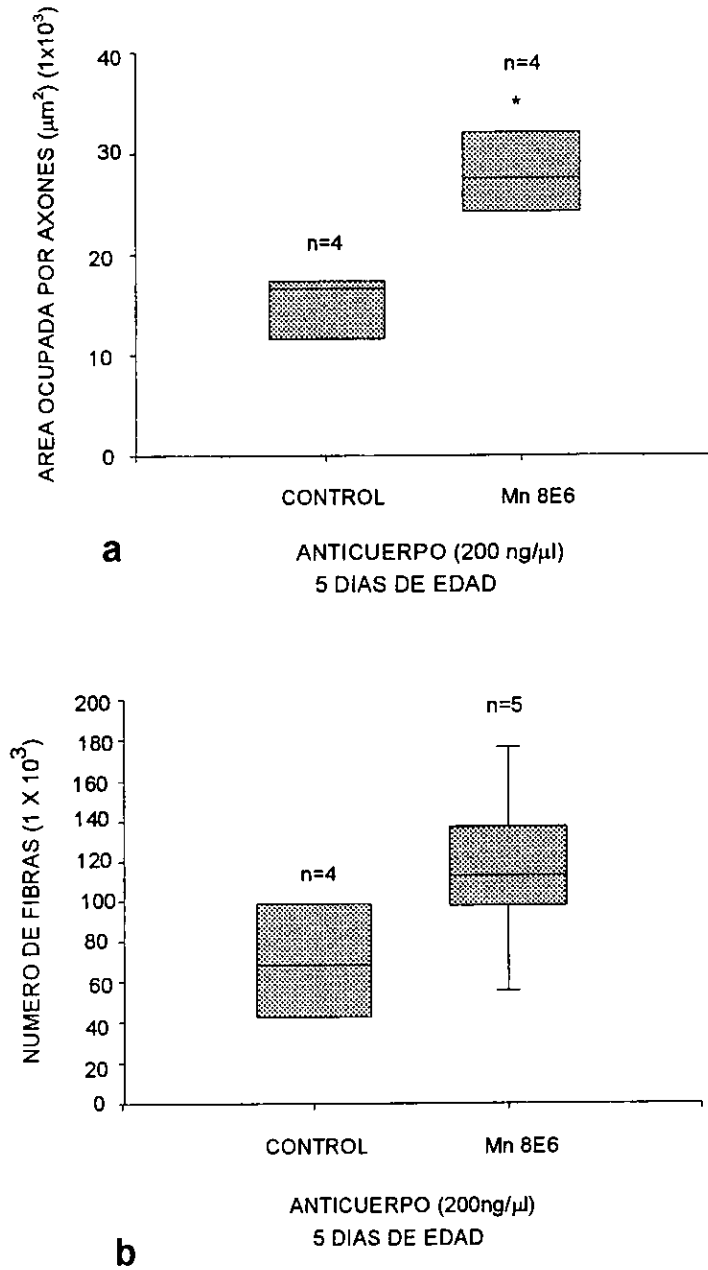 AREA OCUPADA POR AXONES (µm²) (1x10³)
40
30
20
10
0
n=4
n=4
*
CONTROL
Mn 8E6
a
ANTICUERPO (200 ng/µl)
5 DIAS DE EDAD
NUMERO DE FIBRAS (1 X 10³)
200
180
160
140
120
100
80
60
40
20
0
n=4
n=5
CONTROL
Mn 8E6
ANTICUERPO (200ng/µl)
5 DIAS DE EDAD
b